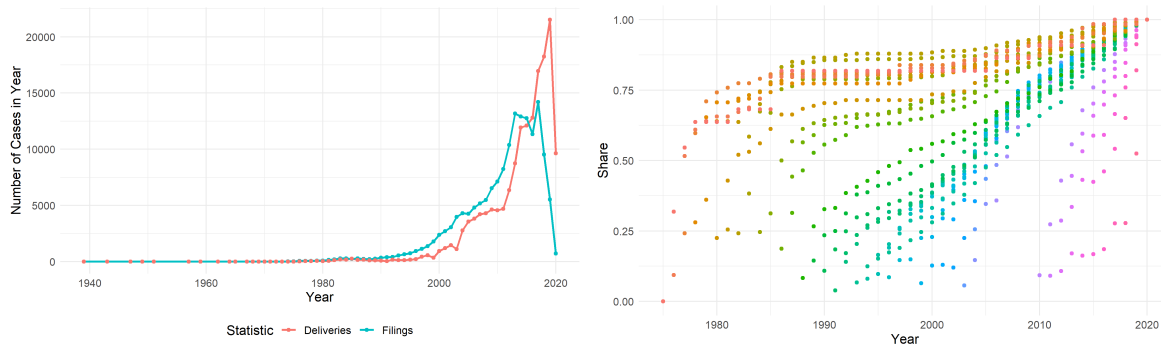 Number of Cases in Year
20000
15000
10000
5000
0
1940
1960
1980
2000
2020
Year
Statistic
Deliveries
Filings
Share
1.00
0.75
0.50
0.25
0.00
1980
1990
2000
2010
2020
Year